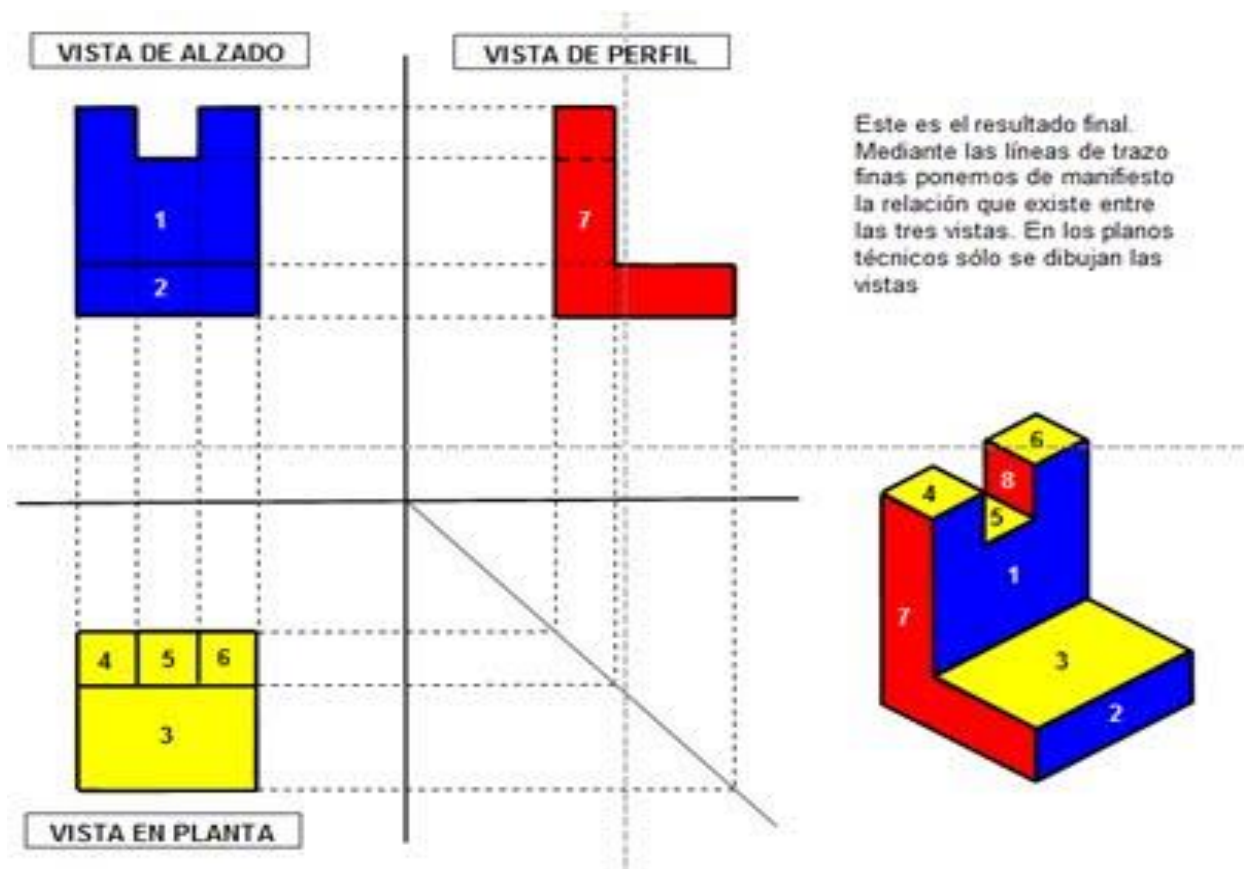 VISTA DE ALZADO
VISTA DE PERFIL
1
2
7
Este es el resultado final.
Mediante las líneas de trazo
finas ponemos de manifiesto
la relación que existe entre
las tres vistas. En los planos
técnicos sólo se dibujan las
vistas
4 5 6
3
VISTA EN PLANTA
6
8
4
5
1
7
3
2